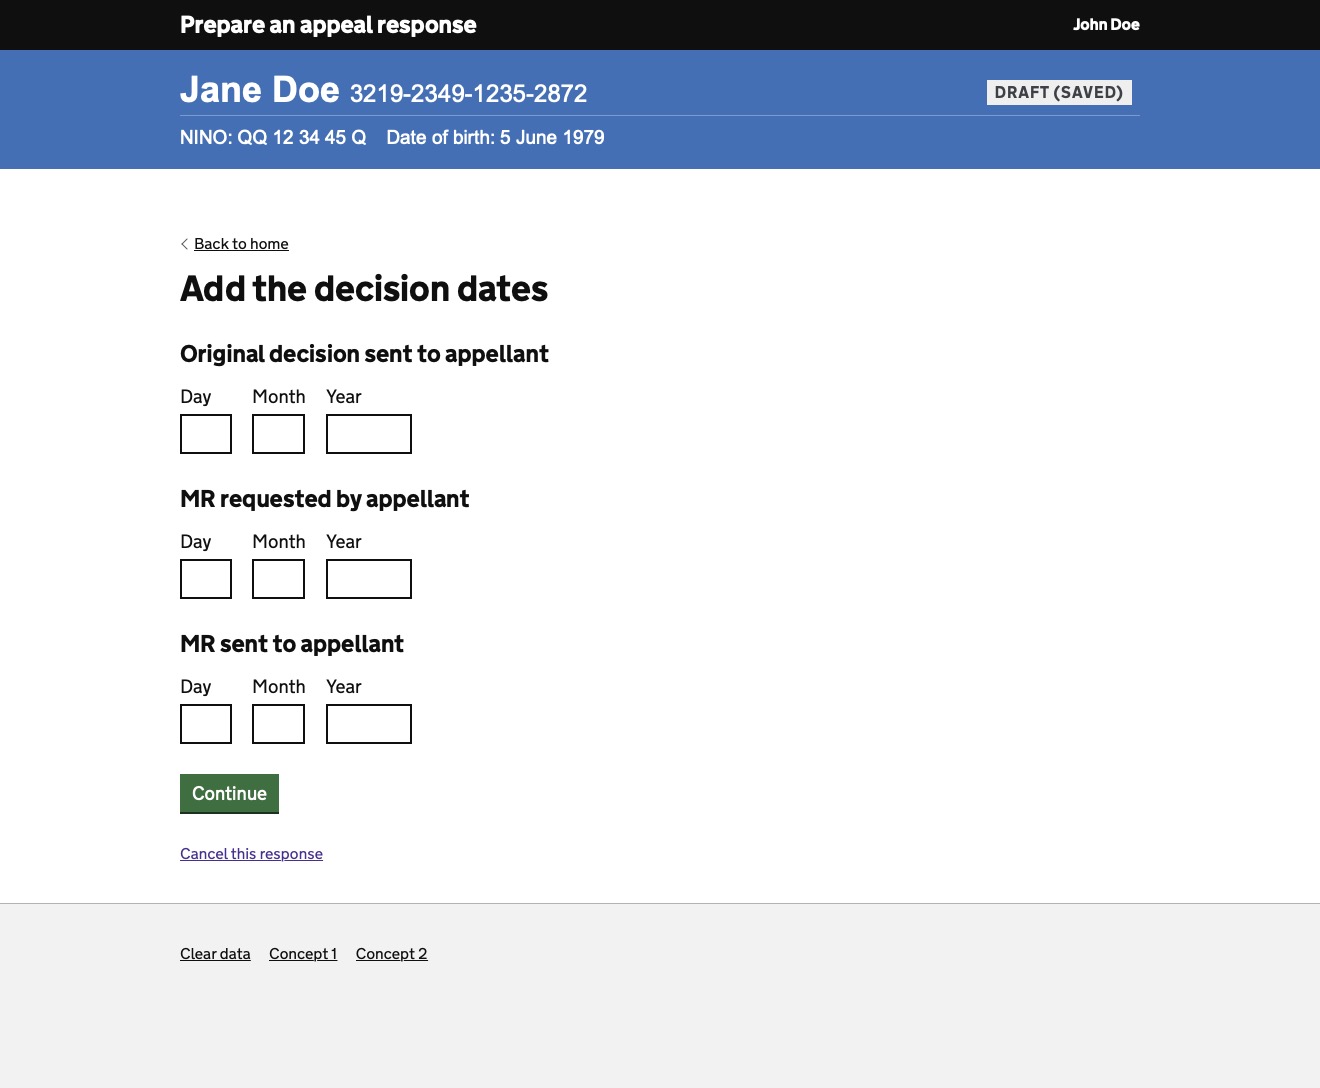 Prepare an appeal response John Doe
Jane Doe 3219-2349-1235-2872 DRAFT (SAVED)
NINO: QQ 12 34 45 Q Date of birth: 5 June 1979
Back to home
Add the decision dates
Original decision sent to appellant
Day Month Year
MR requested by appellant
Day Month Year
MR sent to appellant
Day Month Year
Continue
Cancel this response
Clear data Concept 1 Concept 2